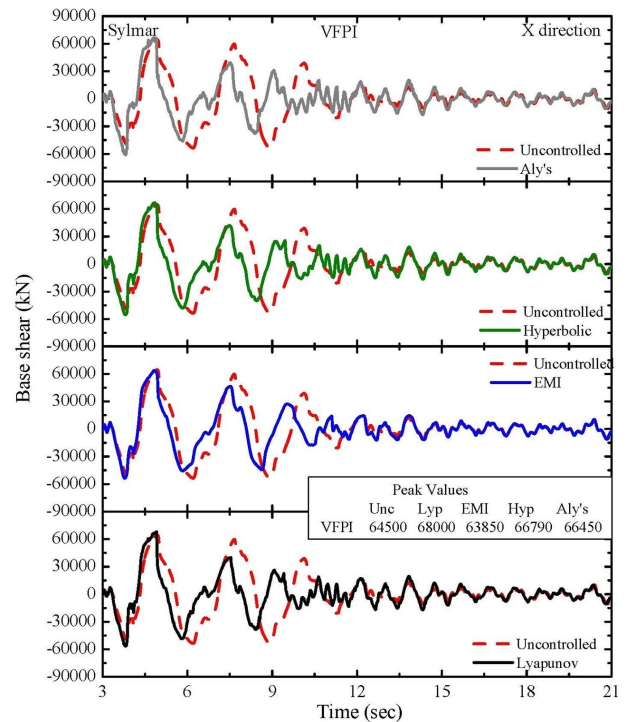 Sylmar VFPI X direction
90000
60000
30000
0
-30000
-60000
-90000
Uncontrolled
Aly's
60000
30000
0
-30000
-60000
-90000
Uncontrolled
Hyperbolic
60000
30000
0
-30000
-60000
-90000
Uncontrolled
EMI
Peak Values
Unc Lyp EMI Hyp Aly's
VFPI 64500 68000 63850 66790 66450
60000
30000
0
-30000
-60000
-90000
Uncontrolled
Lyapunov
3 6 9 12 15 18 21
Time (sec)
Base shear (kN)